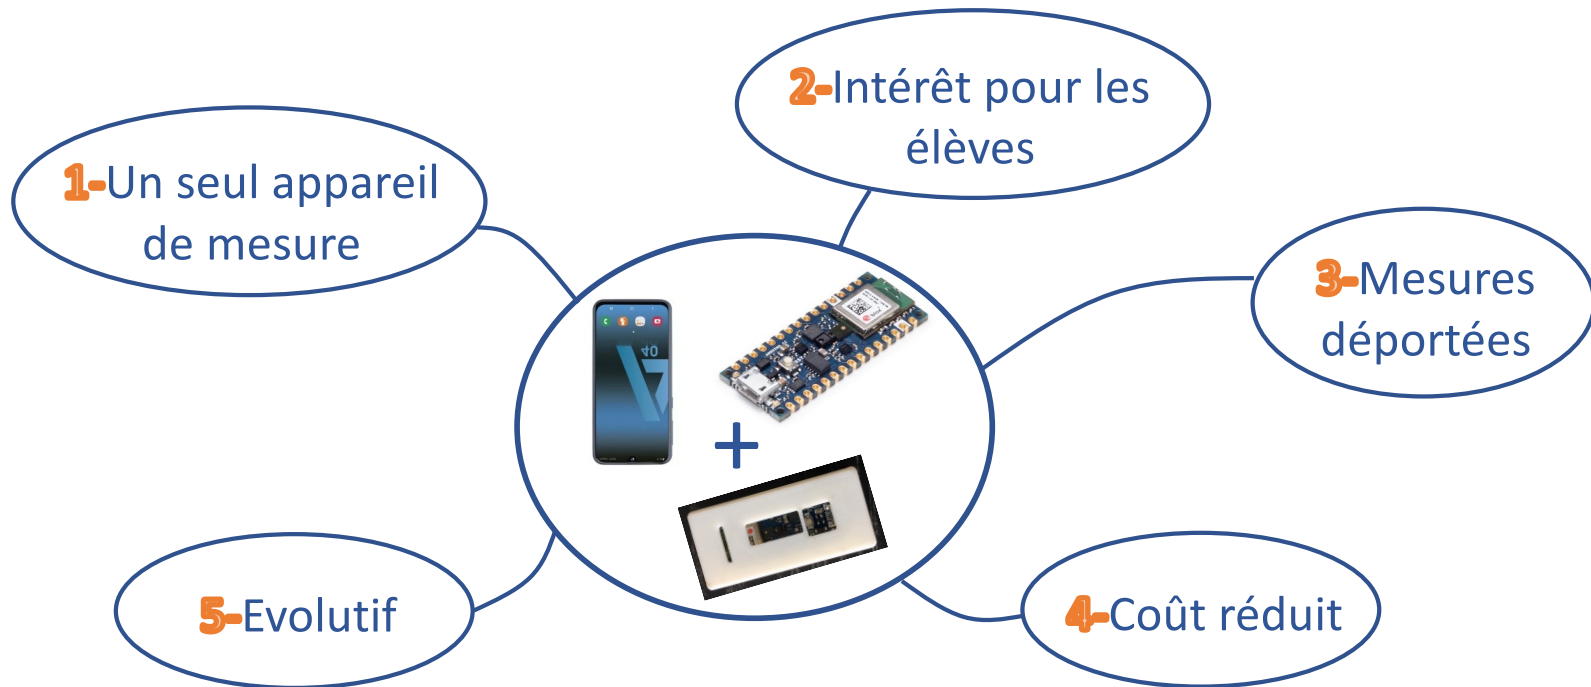 1-Un seul appareil
de mesure
2-Intérêt pour les
élèves
3-Mesures
déportées
40
+
5-Evolutif
4-Coût réduit